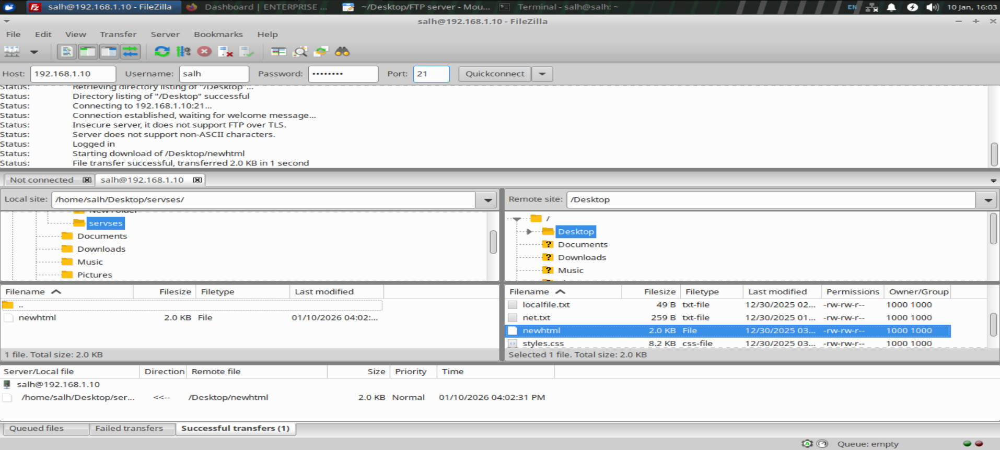 salh@192.168.1.10 - FileZilla
Dashboard | ENTERPRISE ...
~/Desktop/FTP server - Mou...
Terminal - salh@salh: ~
EN
10 Jan, 16:03
salh@192.168.1.10 - FileZilla
File Edit View Transfer Server Bookmarks Help
Host: 192.168.1.10 Username: salh Password: •••••••• Port: 21 Quickconnect
Status: Retrieving directory listing of "/Desktop"...
Status: Directory listing of "/Desktop" successful
Status: Connecting to 192.168.1.10:21...
Status: Connection established, waiting for welcome message...
Status: Insecure server, it does not support FTP over TLS.
Status: Server does not support non-ASCII characters.
Status: Logged in
Status: Starting download of /Desktop/newhtml
Status: File transfer successful, transferred 2.0 KB in 1 second
Not connected salh@192.168.1.10
Local site: /home/salh/Desktop/servses/
New Folder
servses
Documents
Downloads
Music
Pictures
Filename Filesize Filetype Last modified
..
newhtml 2.0 KB File 01/10/2026 04:02:...
1 file. Total size: 2.0 KB
Remote site: /Desktop
/
Desktop
Documents
Downloads
Music
Filename Filesize Filetype Last modified Permissions Owner/Group
localfile.txt 49 B txt-file 12/30/2025 02... -rw-rw-r-- 1000 1000
net.txt 259 B txt-file 12/30/2025 01... -rw-rw-r-- 1000 1000
newhtml 2.0 KB File 12/30/2025 03... -rw-rw-r-- 1000 1000
styles.css 8.2 KB css-file 12/30/2025 03... -rw-rw-r-- 1000 1000
Selected 1 file. Total size: 2.0 KB
Server/Local file Direction Remote file Size Priority Time
salh@192.168.1.10
/home/salh/Desktop/ser... <<-- /Desktop/newhtml 2.0 KB Normal 01/10/2026 04:02:31 PM
Queued files Failed transfers Successful transfers (1)
Queue: empty